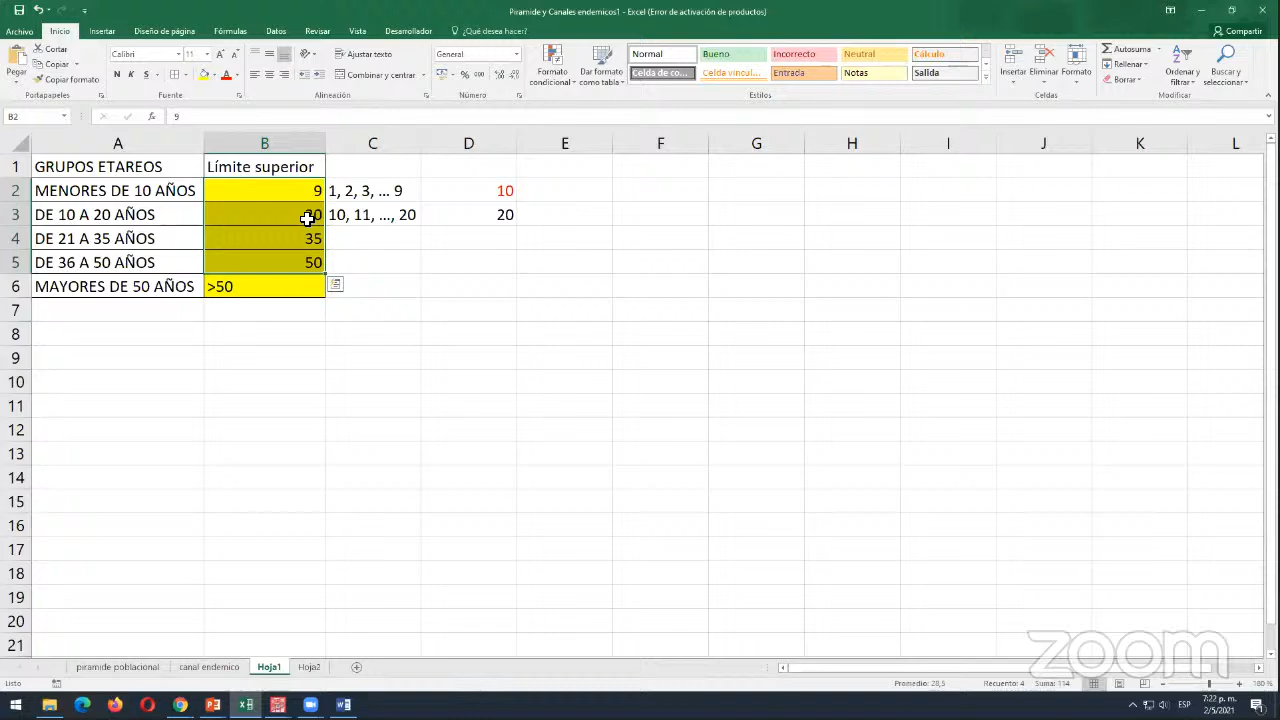 Piramide y Canales endemicos1 - Excel (Error de activación de productos)
Archivo Inicio Insertar Diseño de página Fórmulas Datos Revisar Vista Desarrollador ¿Qué desea hacer? Compartir
Pegar Cortar Copiar Copiar formato
Calibri 11 N K S
Ajustar texto Combinar y centrar
General % 000
Formato condicional Dar formato como tabla
Normal Bueno Incorrecto Neutral Cálculo
Celda de co... Celda vincul... Entrada Notas Salida
Insertar Eliminar Formato
Autosuma Rellenar Borrar
Ordenar y Buscar y
Portapapeles Fuente Alineación Número Estilos Celdas Modificar
B2 fx 9
A B C D E F G H I J K L
1 GRUPOS ETAREOS Límite superior
2 MENORES DE 10 AÑOS 9 1, 2, 3, ... 9 10
3 DE 10 A 20 AÑOS 20 10, 11, ..., 20 20
4 DE 21 A 35 AÑOS 35
5 DE 36 A 50 AÑOS 50
6 MAYORES DE 50 AÑOS >50
7
8
9
10
11
12
13
14
15
16
17
18
19
20
21
zoom
piramide poblacional canal endemico Hoja1 Hoja2
Listo Promedio: 28,5 Recuento: 4 Suma: 114 100 %
ESP 7:22 p. m.
2/5/2021